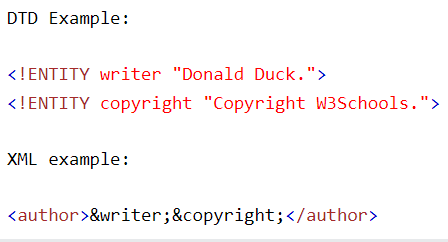 DTD Example:
<!ENTITY writer "Donald Duck.">
<!ENTITY copyright "Copyright W3Schools.">
XML example:
<author>&writer;&copyright;</author>